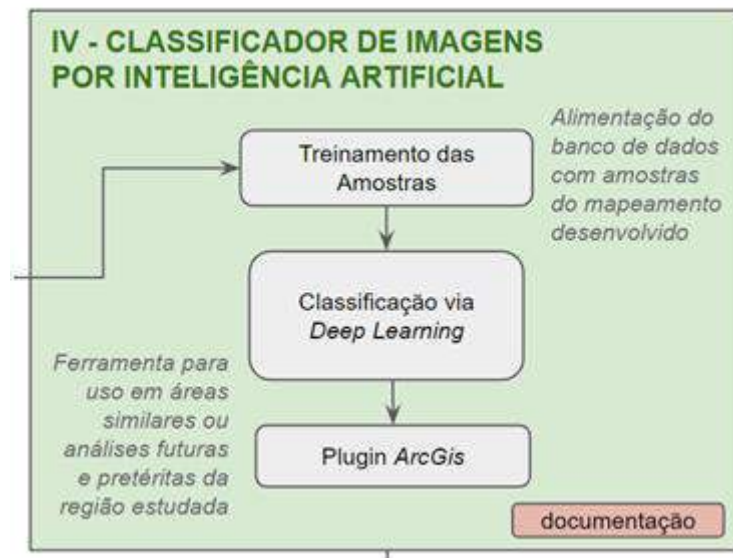 IV - CLASSIFICADOR DE IMAGENS
POR INTELIGÊNCIA ARTIFICIAL
Treinamento das
Amostras
Alimentação do
banco de dados
com amostras
do mapeamento
desenvolvido
Classificação via
Deep Learning
Ferramenta para
uso em áreas
similares ou
análises futuras
e pretéritas da
região estudada
Plugin ArcGis
documentação